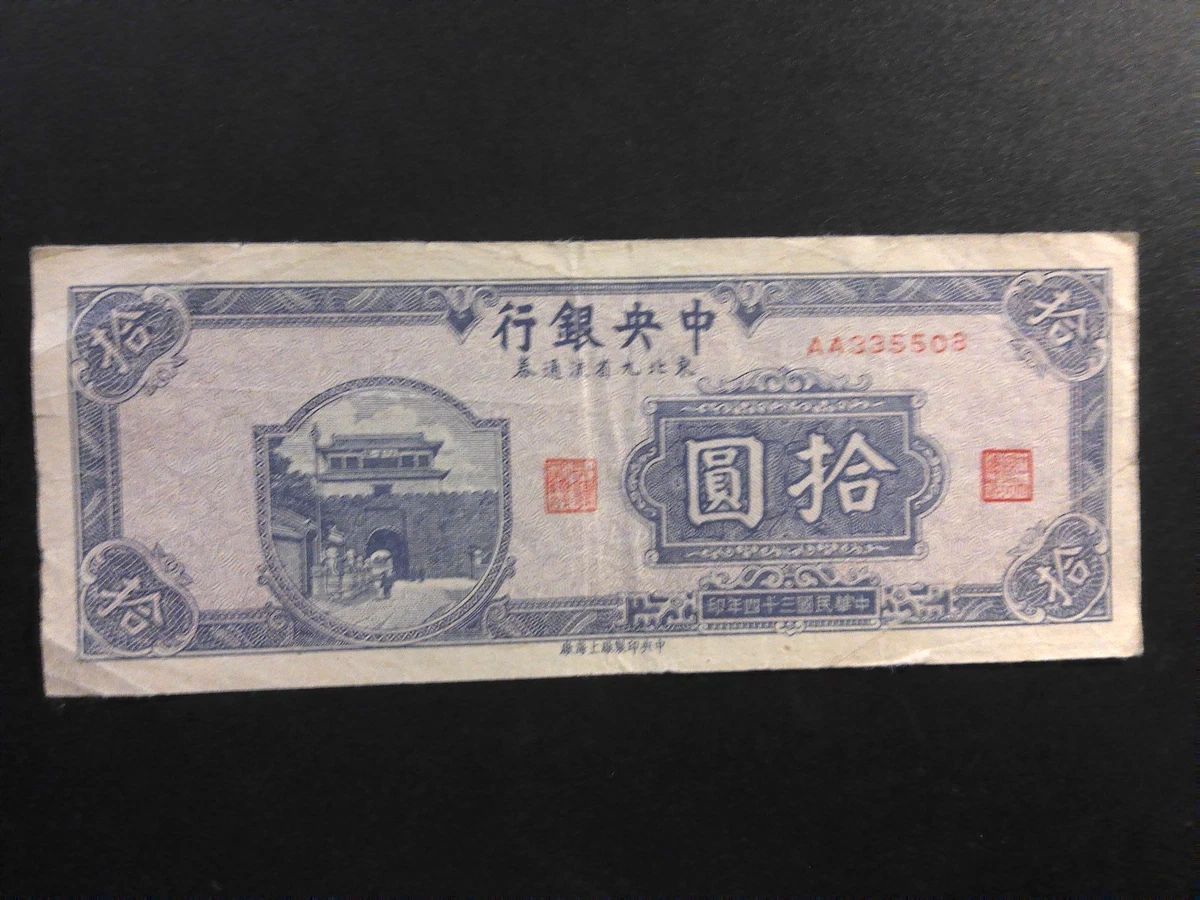 中央銀行
東北九省流通券
AA335508
拾圓
中華民國三十四年印
中央印製廠上海廠
拾
拾
拾
拾